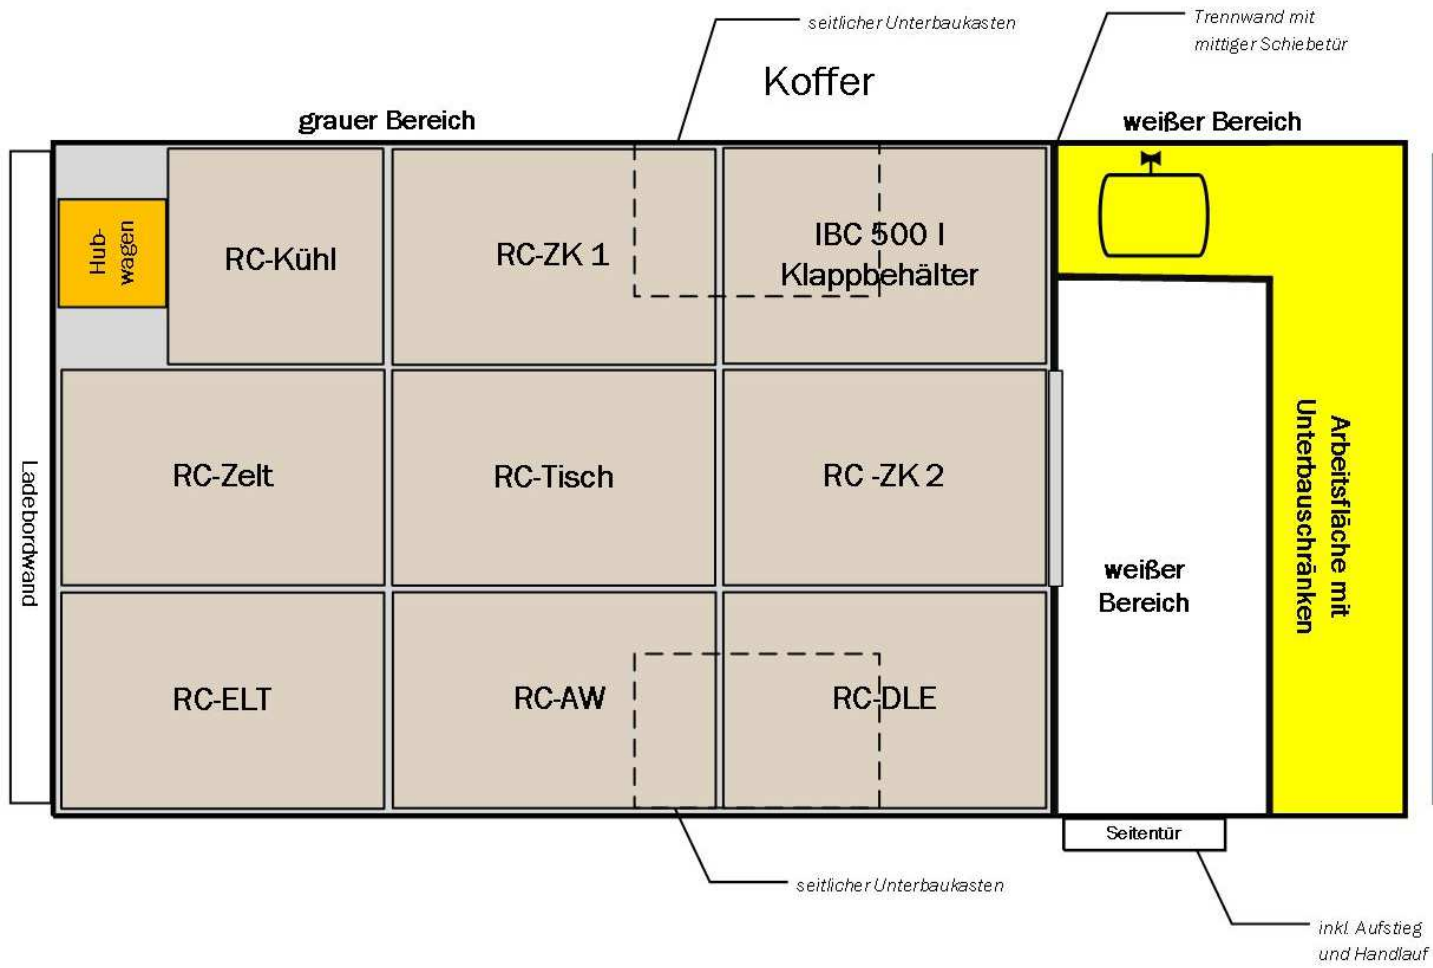 seitlicher Unterbaukasten
Trennwand mit
mittiger Schiebetür
Koffer
grauer Bereich
weißer Bereich
Hub-
wagen
RC-Kühl
RC-ZK 1
IBC 500 l
Klappbehälter
Ladebordwand
RC-Zelt
RC-Tisch
RC -ZK 2
weißer
Bereich
Arbeitsfläche mit
Unterbauschränken
RC-ELT
RC-AW
RC-DLE
Seitentür
seitlicher Unterbaukasten
inkl. Aufstieg
und Handlauf